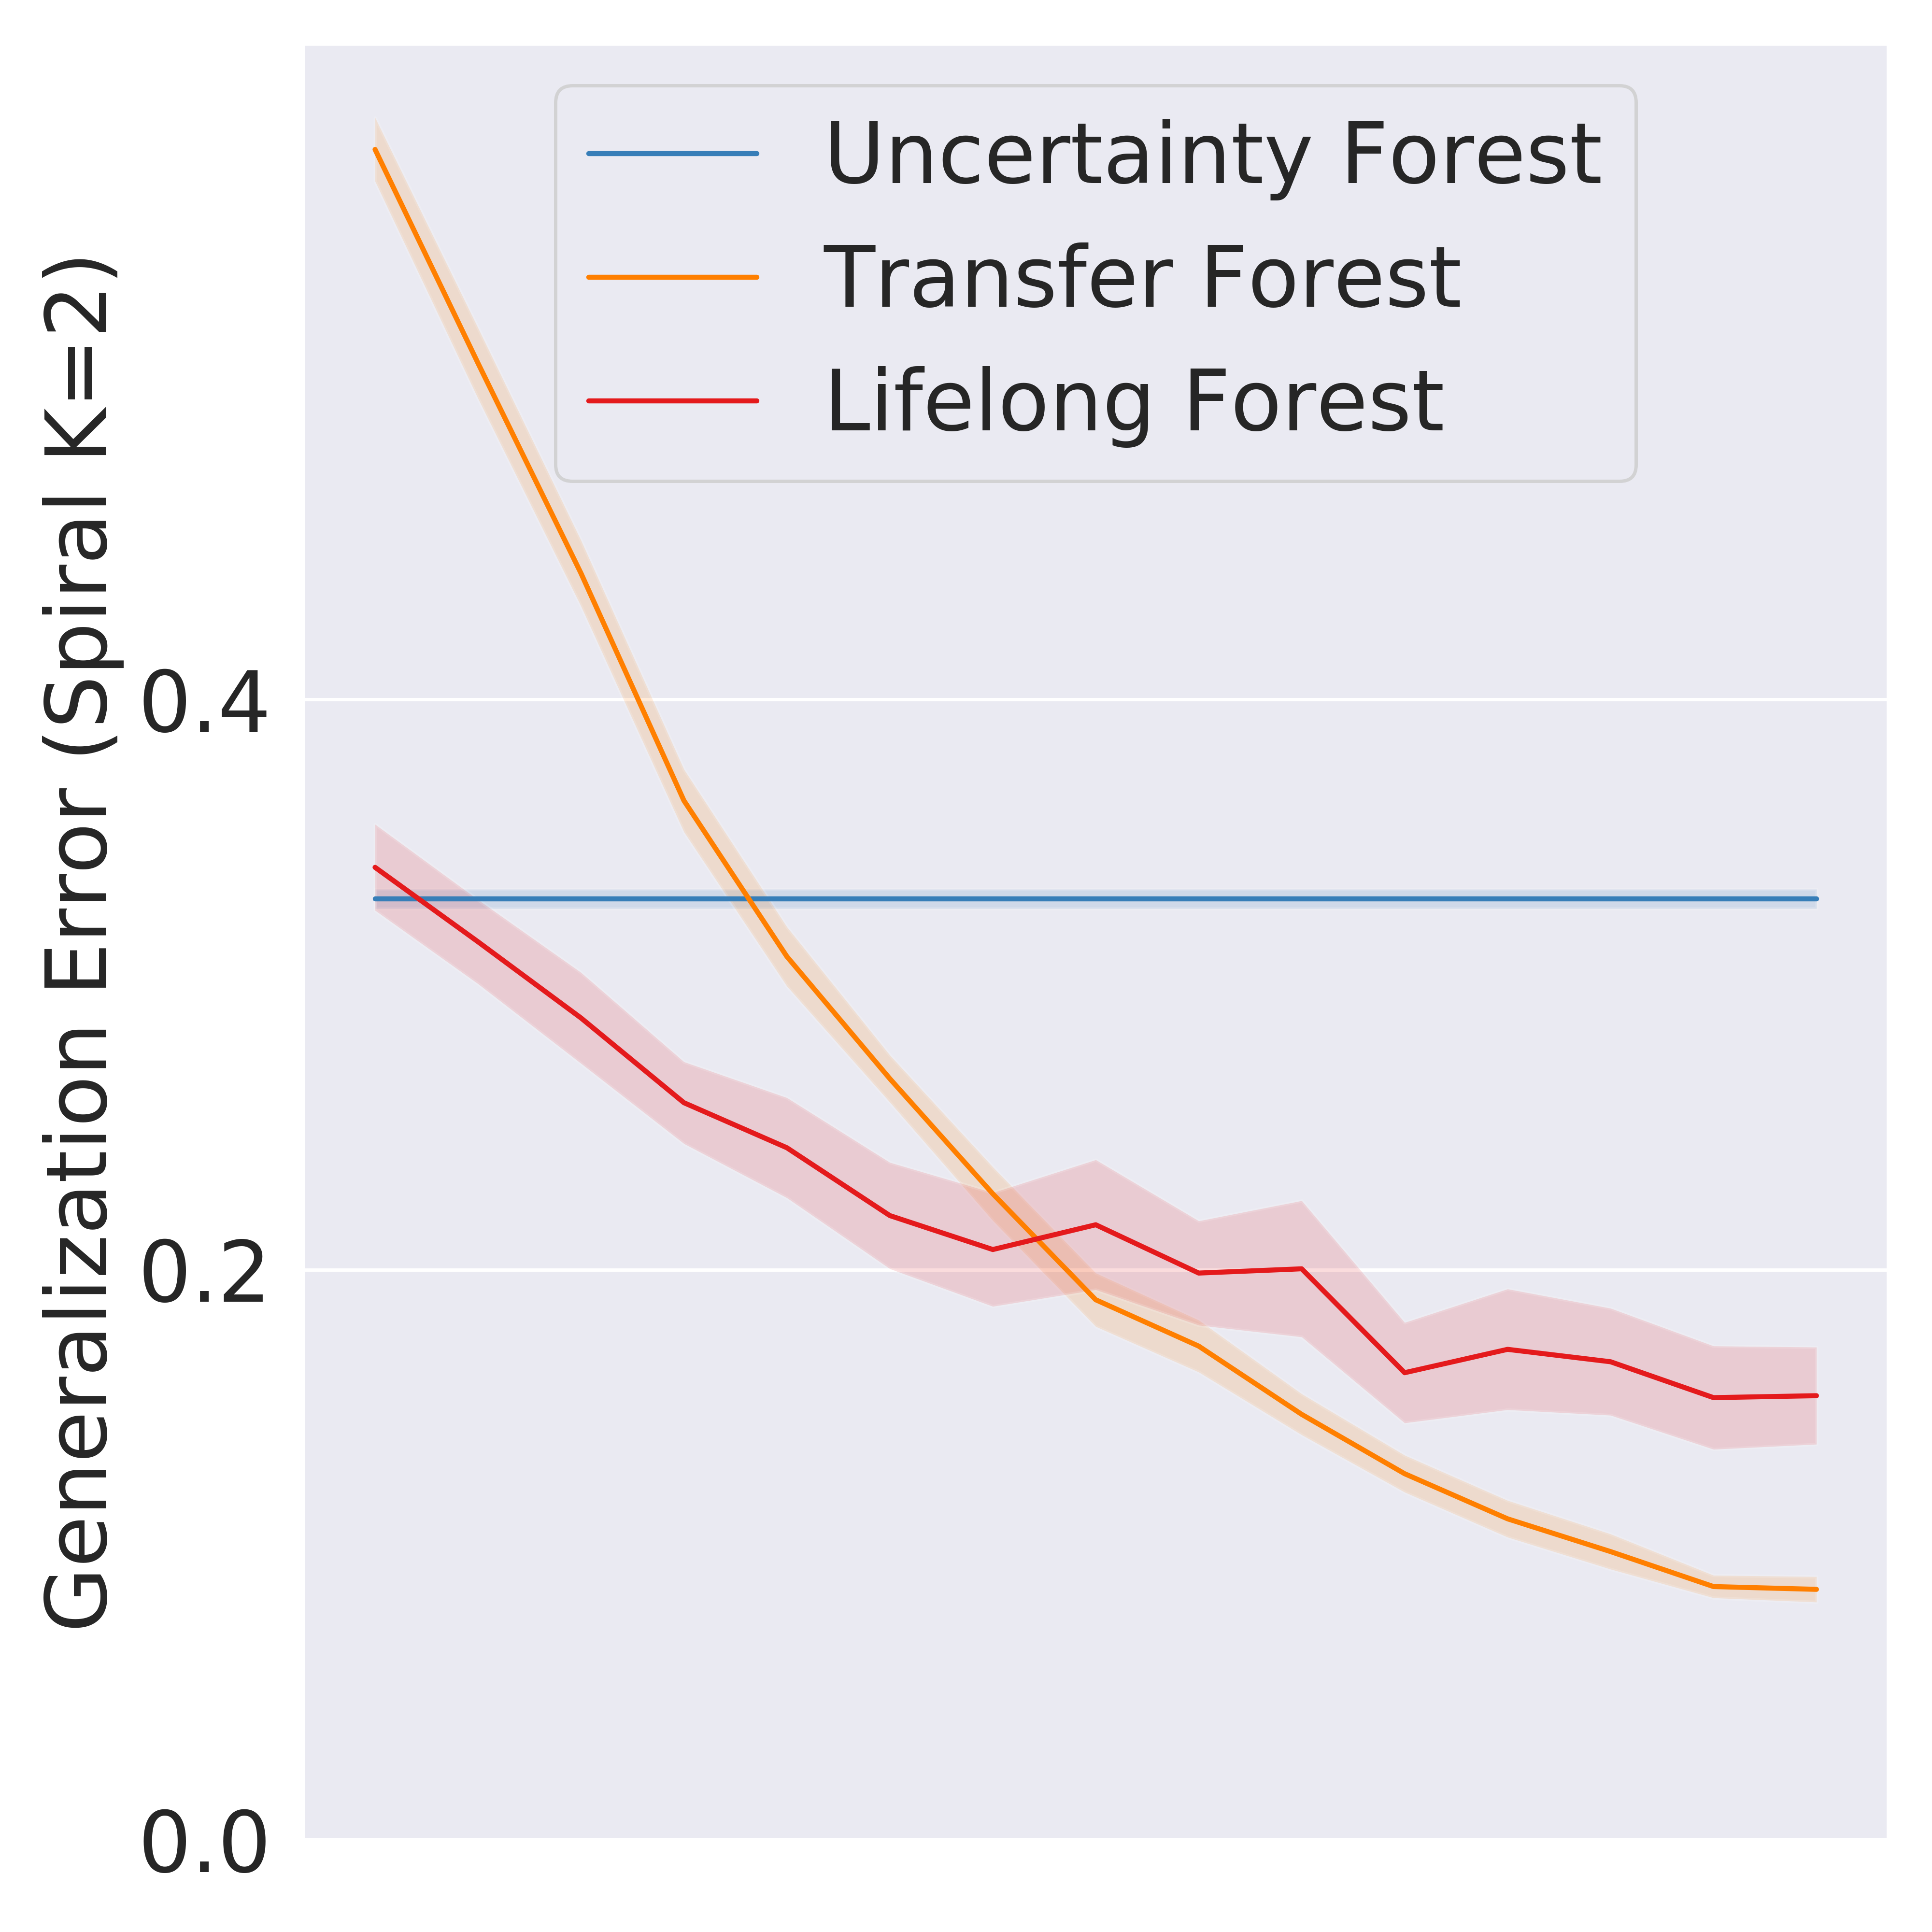 Generalization Error (Spiral K=2)
Uncertainty Forest
Transfer Forest
Lifelong Forest
0.4
0.2
0.0